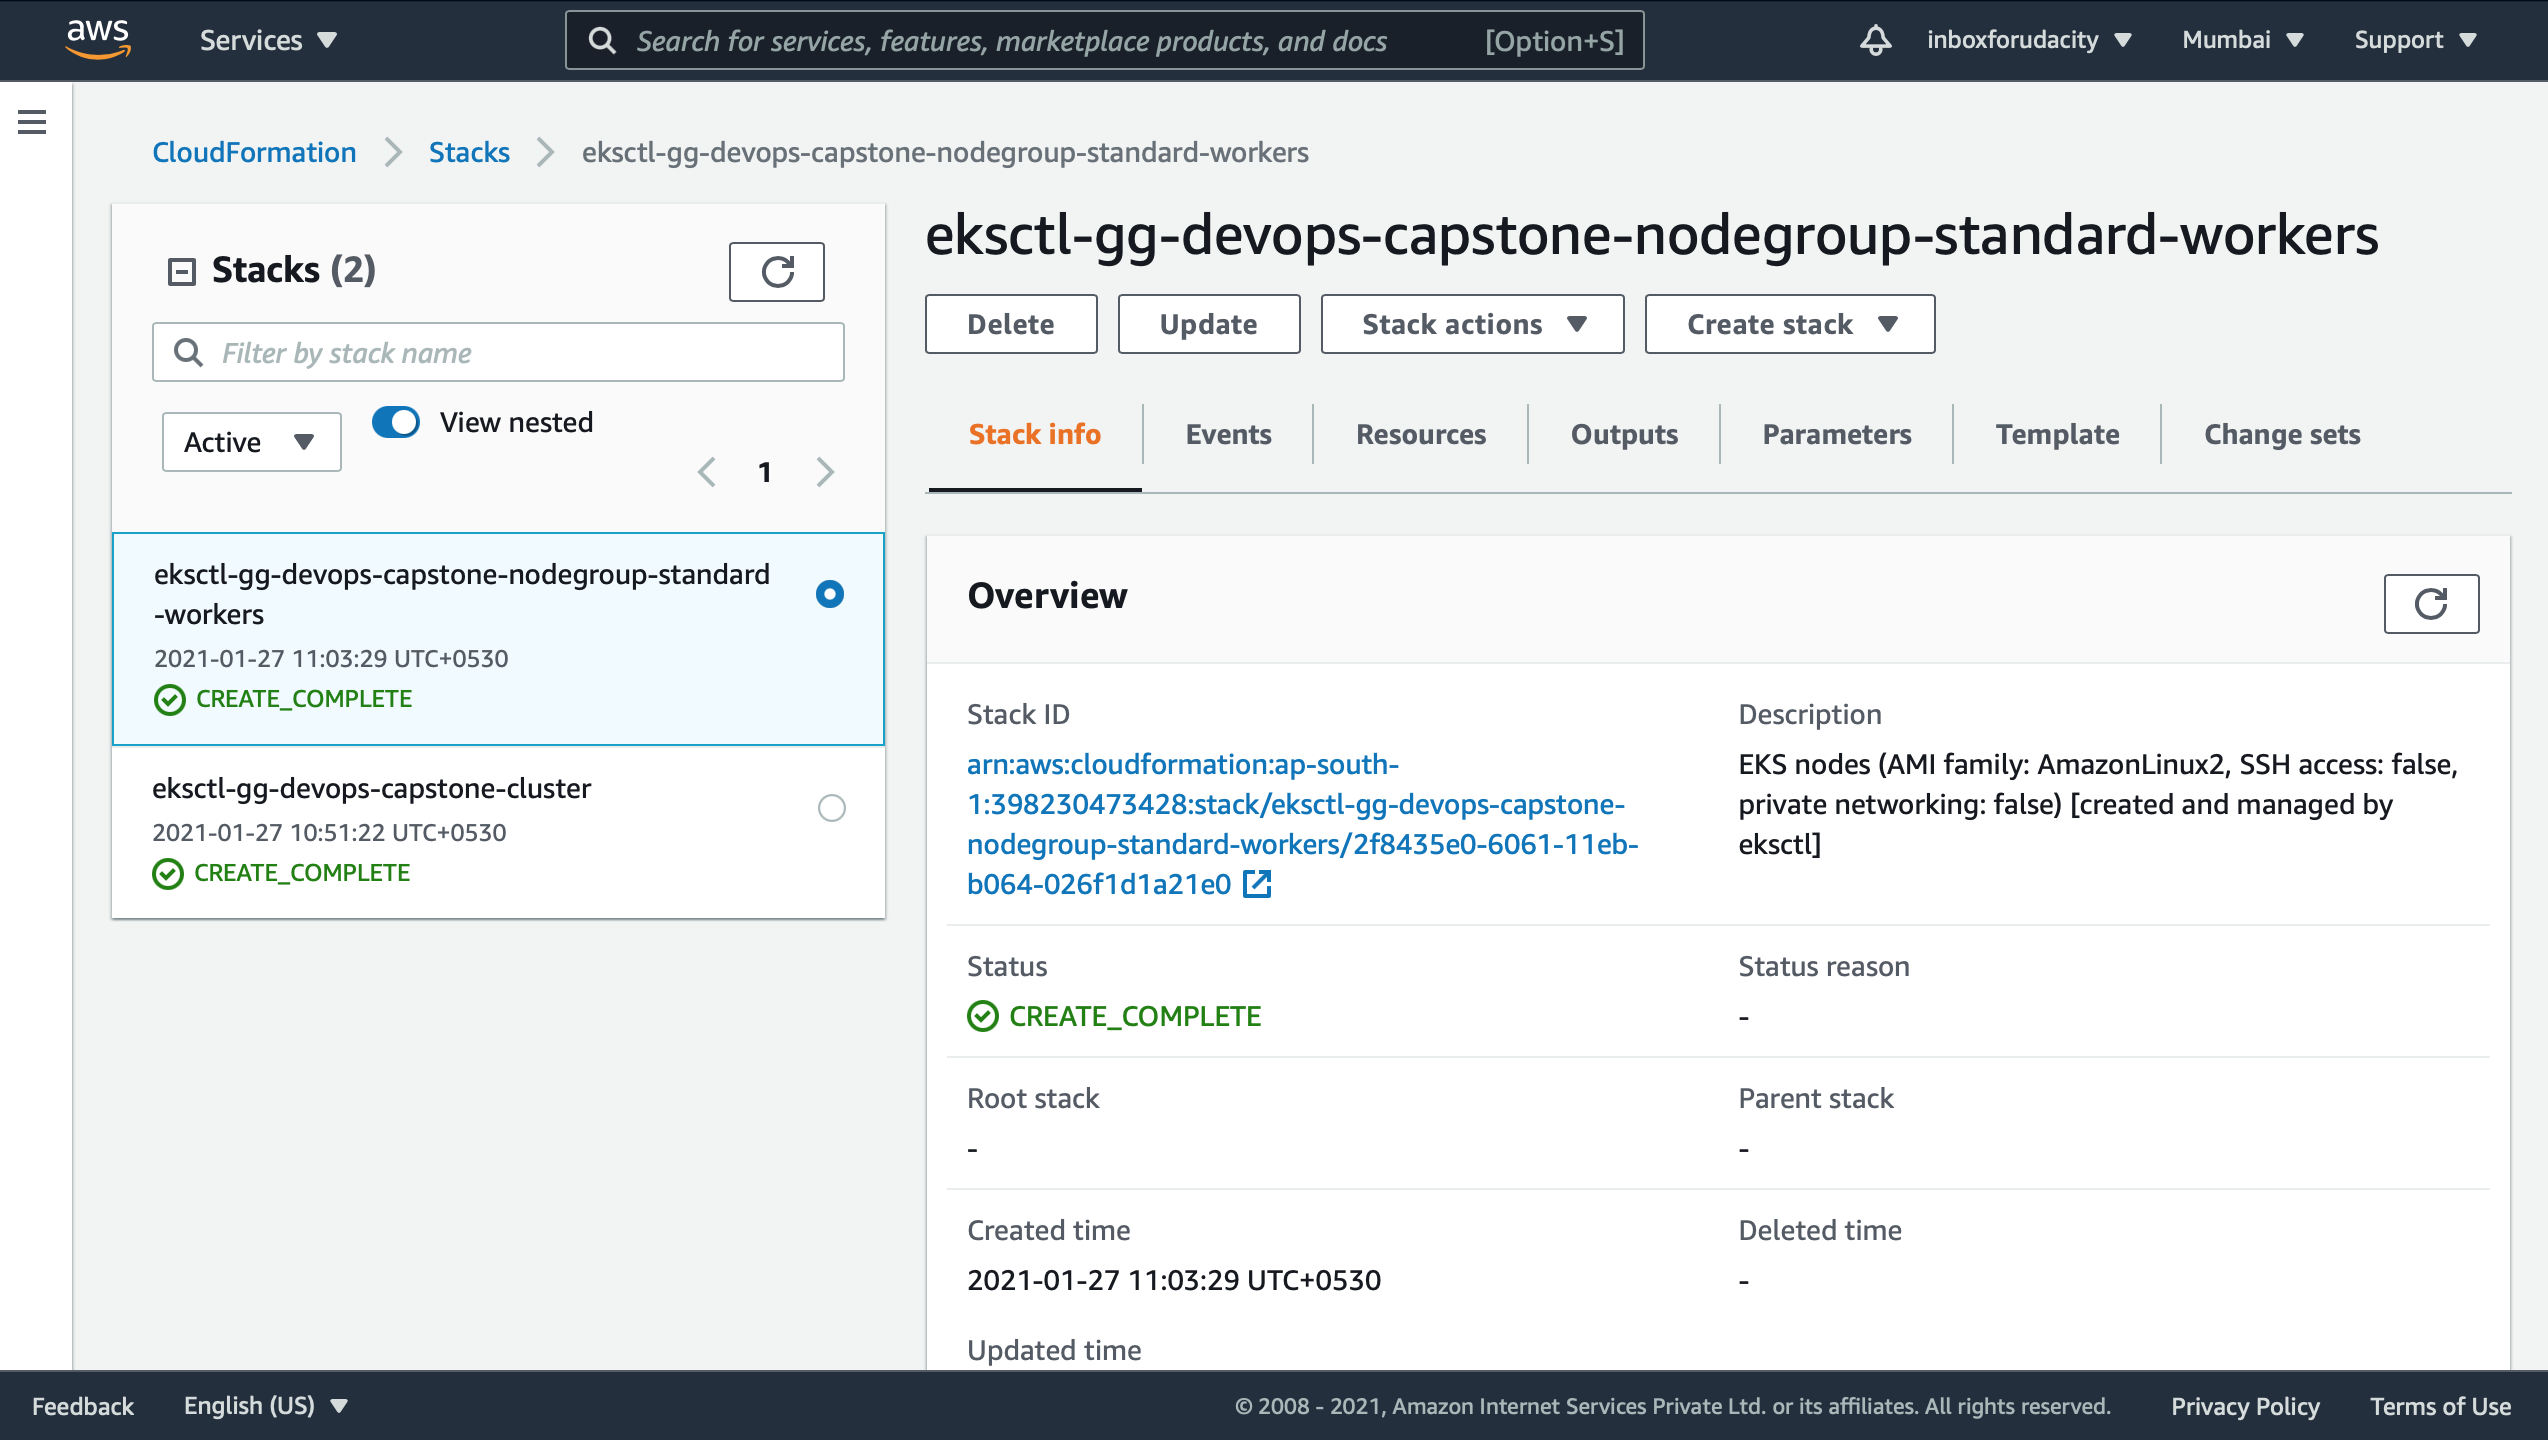 aws
Services
Search for services, features, marketplace products, and docs [Option+S]
inboxforudacity
Mumbai
Support
CloudFormation
Stacks
eksctl-gg-devops-capstone-nodegroup-standard-workers
Stacks (2)
Filter by stack name
Active
View nested
1
eksctl-gg-devops-capstone-nodegroup-standard
-workers
2021-01-27 11:03:29 UTC+0530
CREATE_COMPLETE
eksctl-gg-devops-capstone-cluster
2021-01-27 10:51:22 UTC+0530
CREATE_COMPLETE
eksctl-gg-devops-capstone-nodegroup-standard-workers
Delete
Update
Stack actions
Create stack
Stack info
Events
Resources
Outputs
Parameters
Template
Change sets
Overview
Stack ID
arn:aws:cloudformation:ap-south-
1:398230473428:stack/eksctl-gg-devops-capstone-
nodegroup-standard-workers/2f8435e0-6061-11eb-
b064-026f1d1a21e0
Description
EKS nodes (AMI family: AmazonLinux2, SSH access: false,
private networking: false) [created and managed by
eksctl]
Status
CREATE_COMPLETE
Status reason
-
Root stack
-
Parent stack
-
Created time
2021-01-27 11:03:29 UTC+0530
Deleted time
-
Updated time
Feedback
English (US)
© 2008 - 2021, Amazon Internet Services Private Ltd. or its affiliates. All rights reserved.
Privacy Policy
Terms of Use